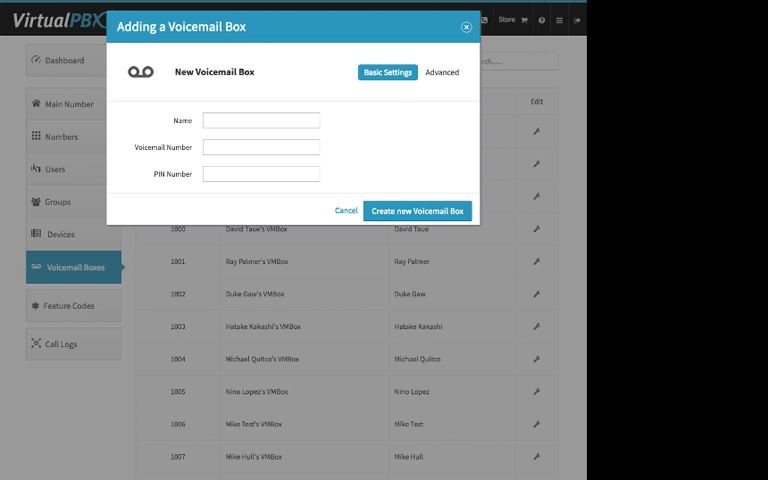 VirtualPBX
Adding a Voicemail Box
Store
New Voicemail Box
Basic Settings
Advanced
Name
Voicemail Number
PIN Number
Cancel
Create new Voicemail Box
Dashboard
Main Number
Numbers
Users
Groups
Devices
Voicemail Boxes
Feature Codes
Call Logs
Edit
1000 David Taue's VMBox David Taue
1001 Ray Palmer's VMBox Ray Palmer
1002 Duke Gaw's VMBox Duke Gaw
1003 Hatake Kakashi's VMBox Hatake Kakashi
1004 Michael Quitco's VMBox Michael Quitco
1005 Nino Lopez's VMBox Nino Lopez
1006 Mike Test's VMBox Mike Test
1007 Mike Hull's VMBox Mike Hull